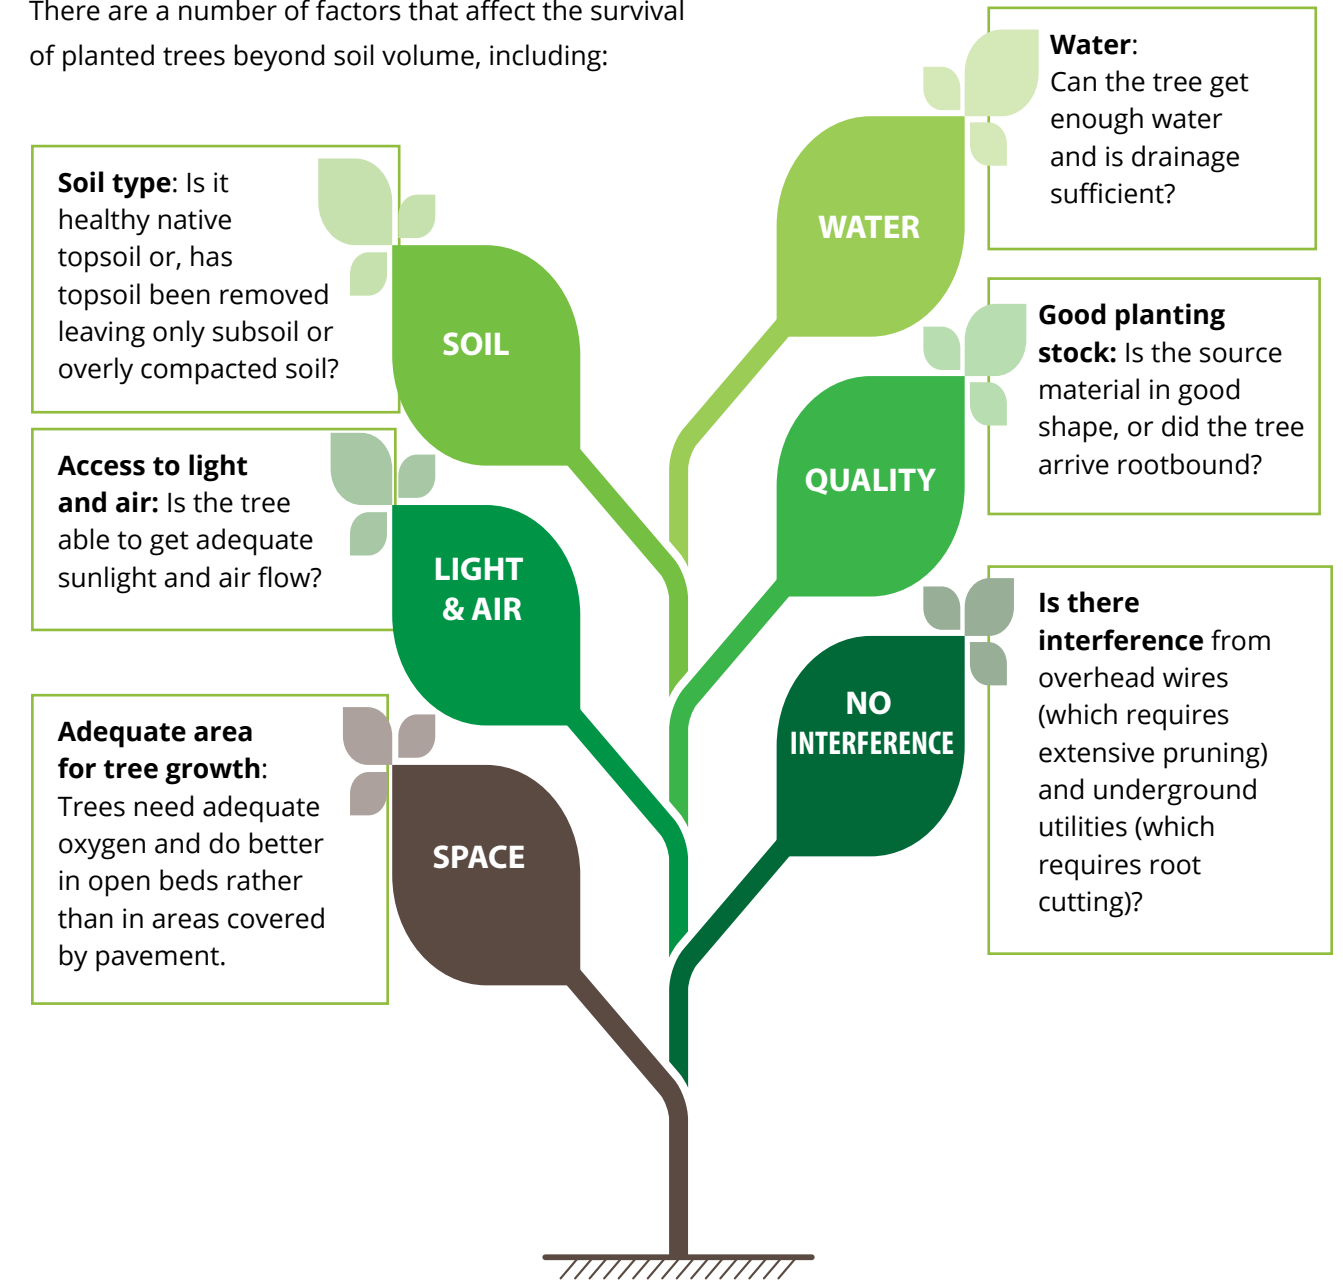 There are a number of factors that affect the survival
of planted trees beyond soil volume, including:
Soil type: Is it
healthy native
topsoil or, has
topsoil been removed
leaving only subsoil or
overly compacted soil?
SOIL
Access to light
and air: Is the tree
able to get adequate
sunlight and air flow?
LIGHT
& AIR
Adequate area
for tree growth:
Trees need adequate
oxygen and do better
in open beds rather
than in areas covered
by pavement.
SPACE
WATER
Water:
Can the tree get
enough water
and is drainage
sufficient?
QUALITY
Good planting
stock: Is the source
material in good
shape, or did the tree
arrive rootbound?
NO
INTERFERENCE
Is there
interference from
overhead wires
(which requires
extensive pruning)
and underground
utilities (which
requires root
cutting)?